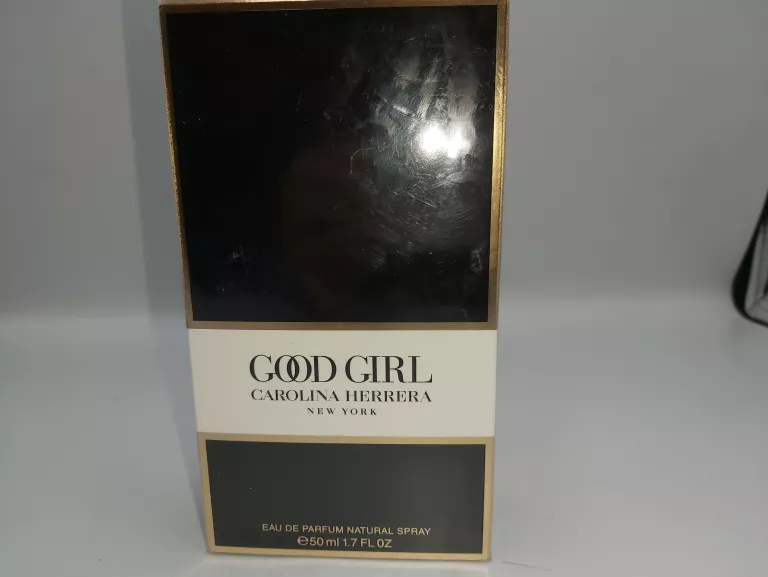 GOOD GIRL
CAROLINA HERRERA
NEW YORK
EAU DE PARFUM NATURAL SPRAY
℮50 ml 1.7 FL OZ